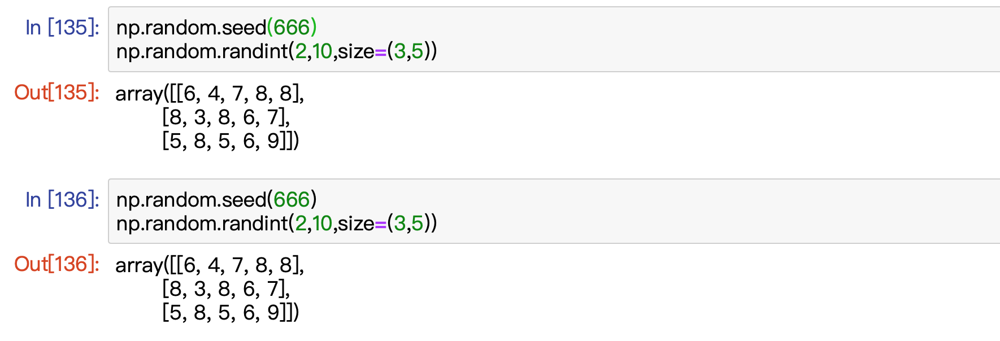 In [135]: np.random.seed(666)
np.random.randint(2,10,size=(3,5))
Out[135]: array([[6, 4, 7, 8, 8],
[8, 3, 8, 6, 7],
[5, 8, 5, 6, 9]])
In [136]: np.random.seed(666)
np.random.randint(2,10,size=(3,5))
Out[136]: array([[6, 4, 7, 8, 8],
[8, 3, 8, 6, 7],
[5, 8, 5, 6, 9]])